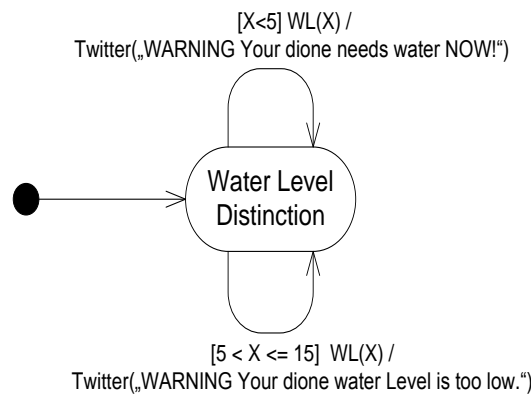 [X<5] WL(X) /
Twitter(„WARNING Your dione needs water NOW!“)
Water Level
Distinction
[5 < X <= 15] WL(X) /
Twitter(„WARNING Your dione water Level is too low.“)